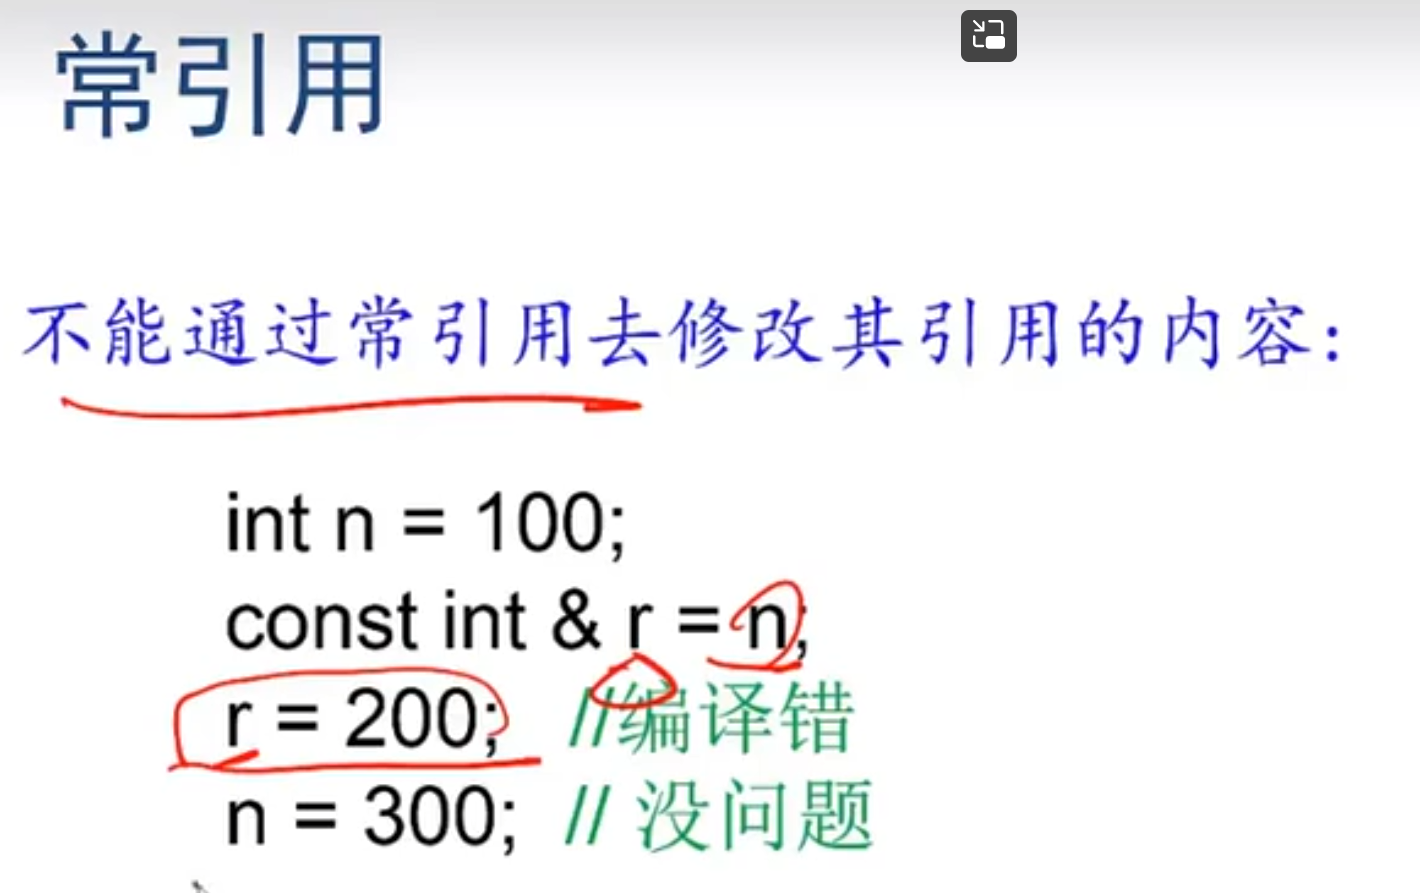 常引用
不能通过常引用去修改其引用的内容:
int n = 100;
const int & r = n;
r = 200; //编译错
n = 300; // 没问题